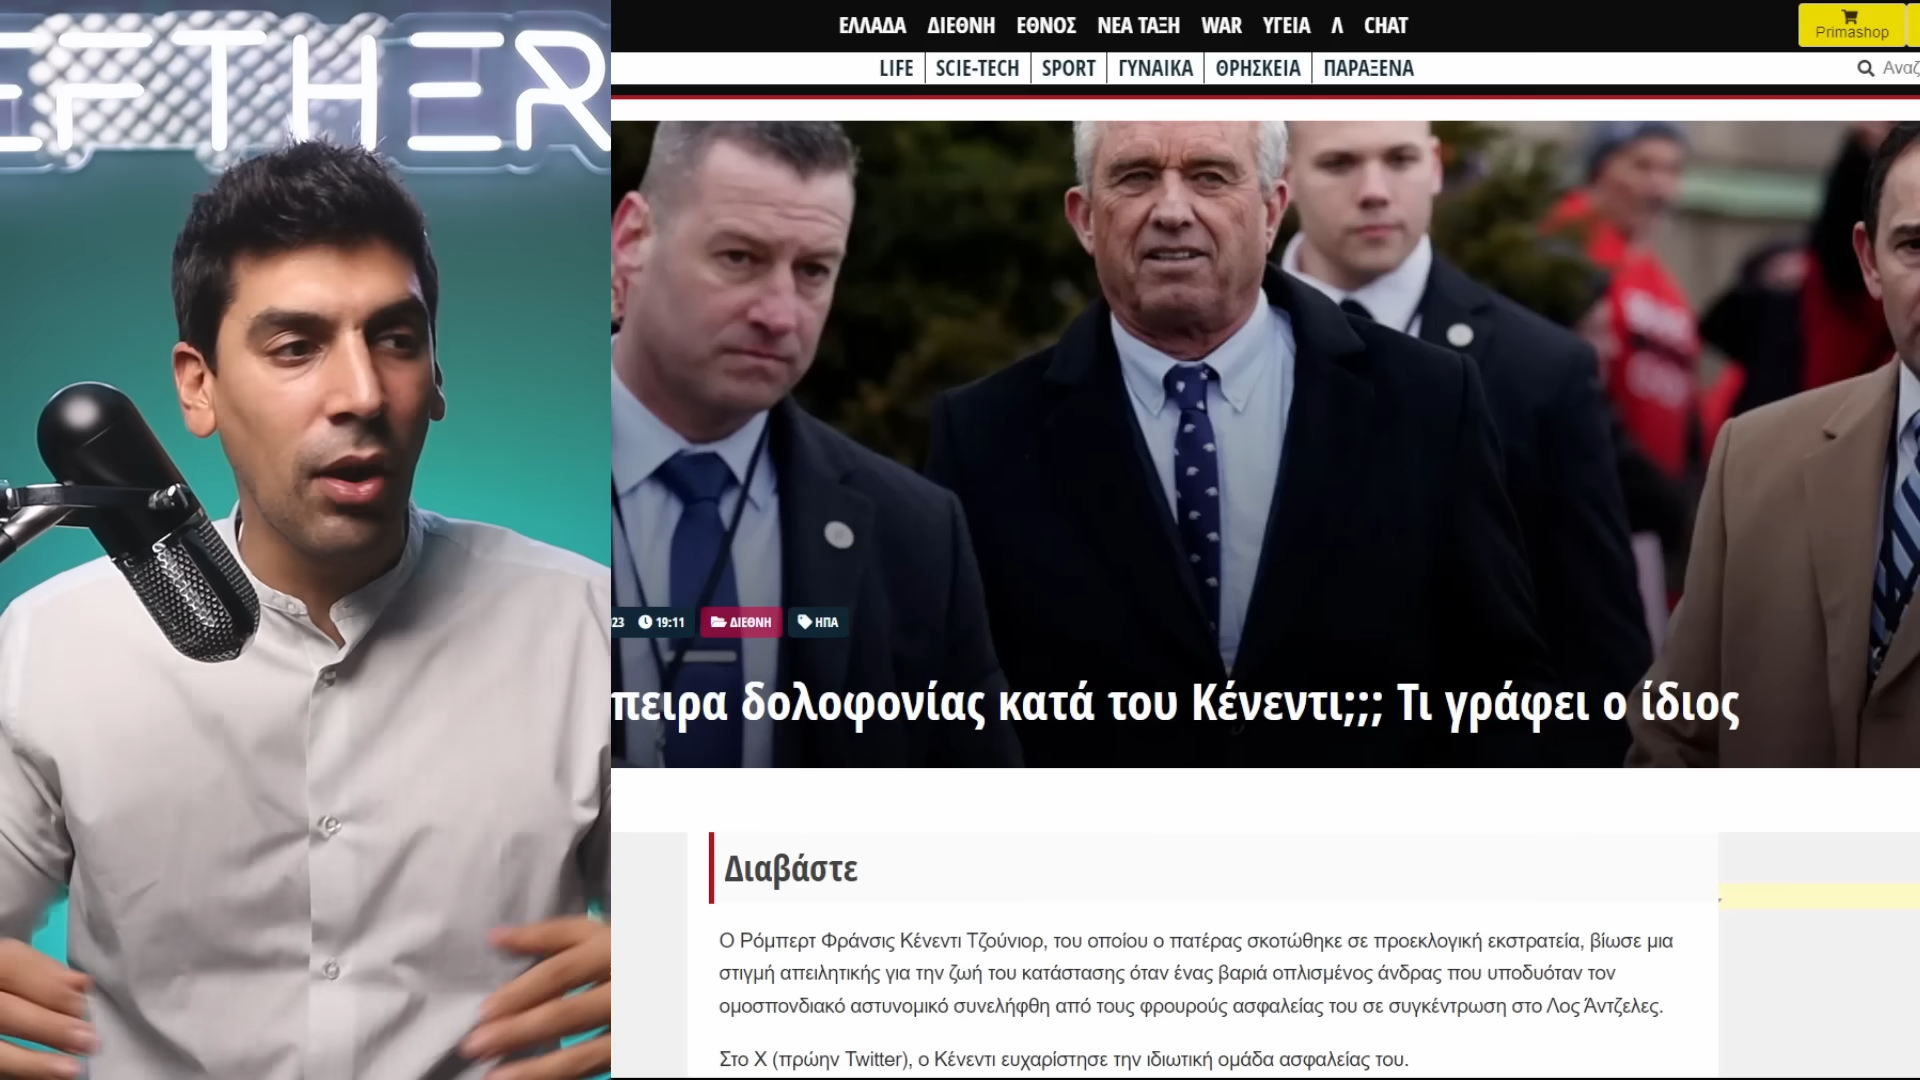 EFTHER
ΕΛΛΑΔΑ ΔΙΕΘΝΗ ΕΘΝΟΣ ΝΕΑ ΤΑΞΗ WAR ΥΓΕΙΑ Λ CHAT
Primashop
LIFE SCIE-TECH SPORT ΓΥΝΑΙΚΑ ΘΡΗΣΚΕΙΑ ΠΑΡΑΞΕΝΑ
Αναζ
23 19:11 ΔΙΕΘΝΗ ΗΠΑ
πειρα δολοφονίας κατά του Κένεντι;;; Τι γράφει ο ίδιος
Διαβάστε
Ο Ρόμπερτ Φράνσις Κένεντι Τζούνιορ, του οποίου ο πατέρας σκοτώθηκε σε προεκλογική εκστρατεία, βίωσε μια
στιγμή απειλητικής για την ζωή του κατάστασης όταν ένας βαριά οπλισμένος άνδρας που υποδυόταν τον
ομοσπονδιακό αστυνομικό συνελήφθη από τους φρουρούς ασφαλείας του σε συγκέντρωση στο Λος Άντζελες.
Στο X (πρώην Twitter), ο Κένεντι ευχαρίστησε την ιδιωτική ομάδα ασφαλείας του.